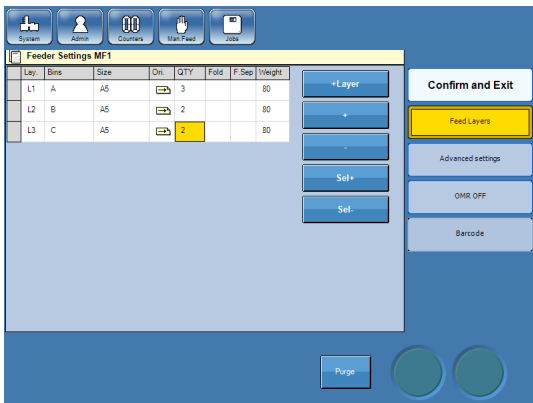 System Admin Counters Man.Feed Jobs
Feeder Settings MF1
Lay. Bins Size Ori. QTY Fold F.Sep Weight
L1 A A5 3 80
L2 B A5 2 80
L3 C A5 2 80
+Layer
+
-
Sel+
Sel-
Confirm and Exit
Feed Layers
Advanced settings
OMR OFF
Barcode
Purge